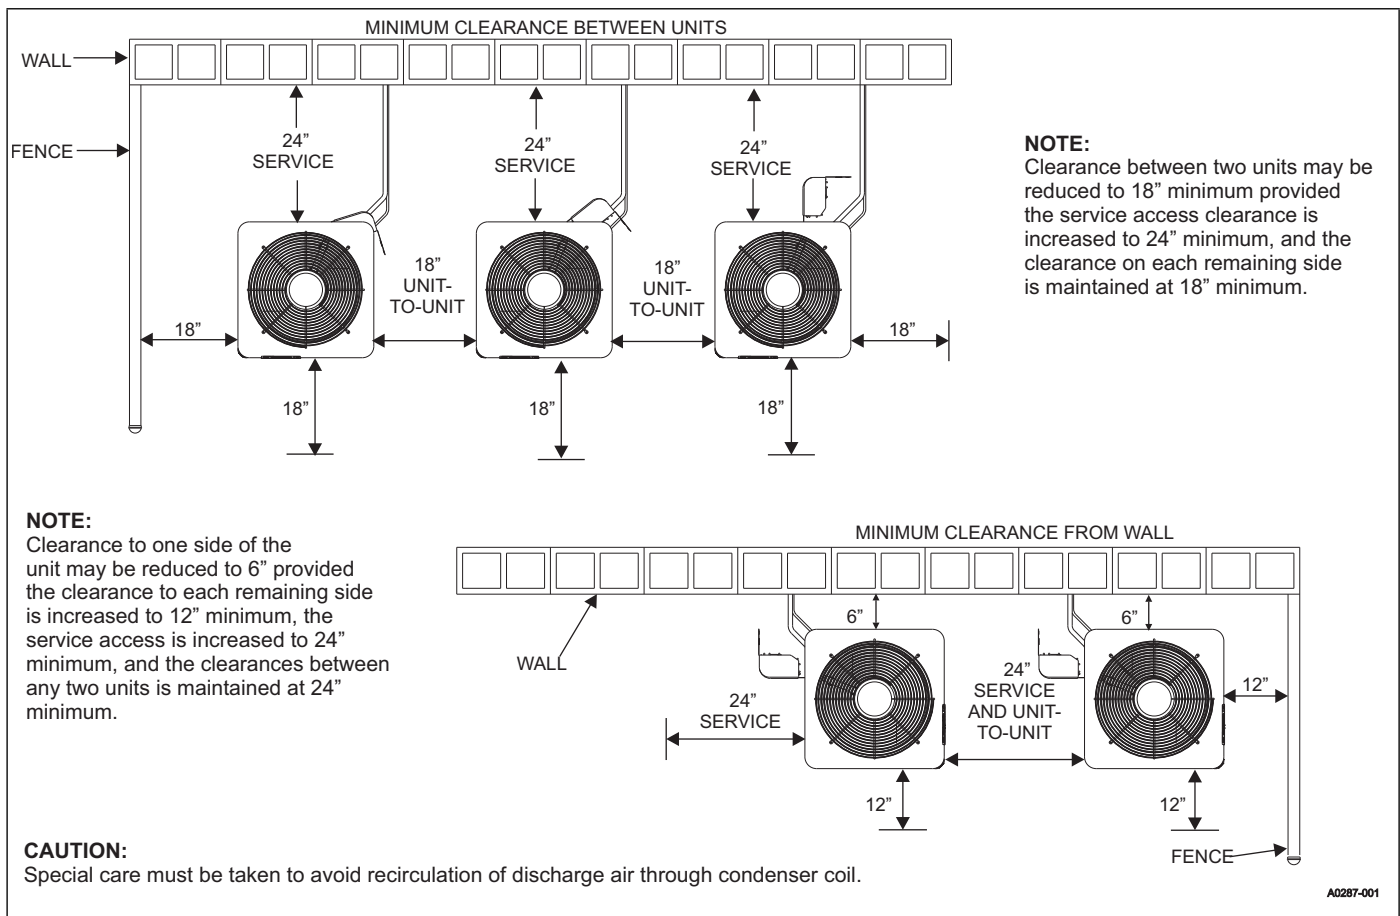 MINIMUM CLEARANCE BETWEEN UNITS
WALL
FENCE
24”
SERVICE
24”
SERVICE
24”
SERVICE
NOTE:
Clearance between two units may be
reduced to 18” minimum provided
the service access clearance is
increased to 24” minimum, and the
clearance on each remaining side
is maintained at 18” minimum.
18”
UNIT-
TO-UNIT
18”
UNIT-
TO-UNIT
18”
18”
18”
18”
18”
NOTE:
Clearance to one side of the
unit may be reduced to 6” provided
the clearance to each remaining side
is increased to 12” minimum, the
service access is increased to 24”
minimum, and the clearances between
any two units is maintained at 24”
minimum.
MINIMUM CLEARANCE FROM WALL
6”
6”
WALL
24”
SERVICE
24”
SERVICE
AND UNIT-
TO-UNIT
12”
12”
12”
FENCE
CAUTION:
Special care must be taken to avoid recirculation of discharge air through condenser coil.
A0287-001